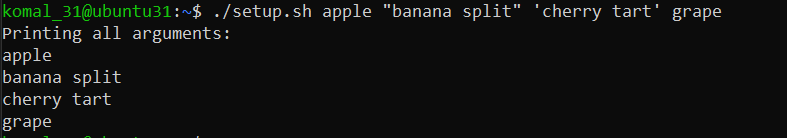 komal_31@ubuntu31:~$ ./setup.sh apple "banana split" 'cherry tart' grape
Printing all arguments:
apple
banana split
cherry tart
grape